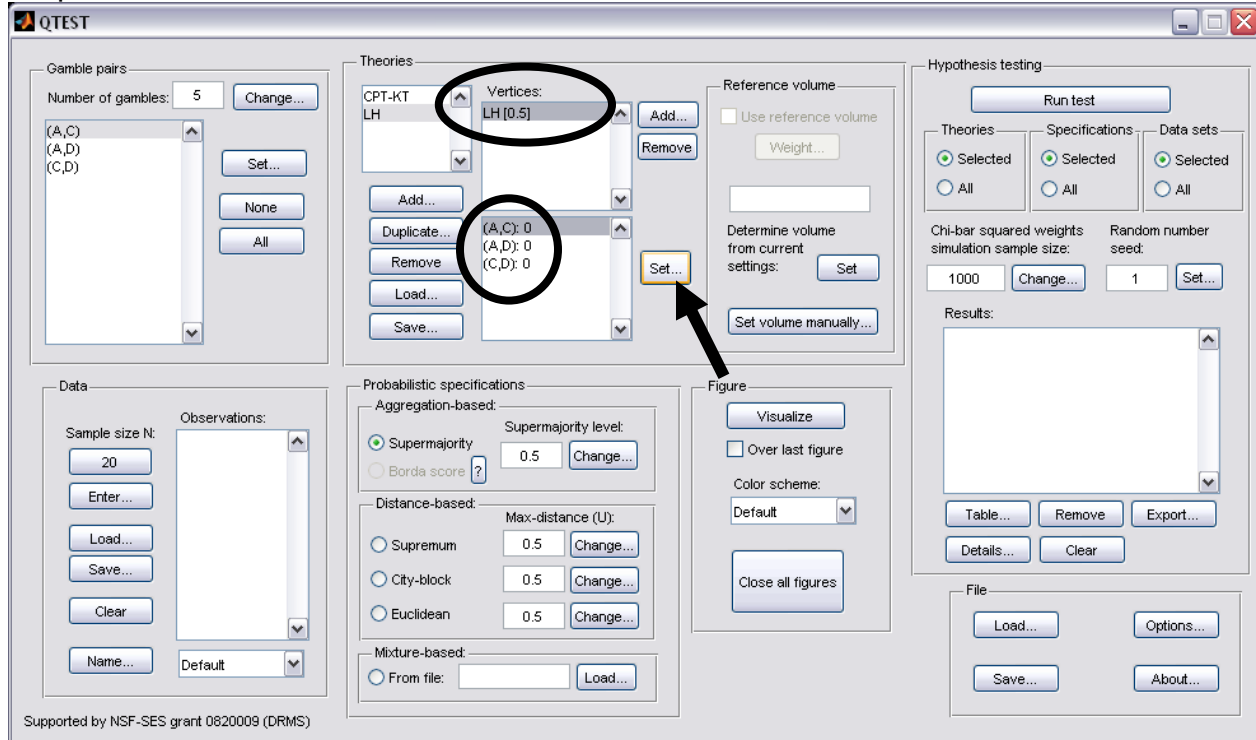 QTEST
Gamble pairs
Number of gambles: 5 Change...
(A,C)
(A,D)
(C,D)
Set...
None
All
Theories
CPT-KT
LH
Vertices:
LH [0.5]
Add...
Remove
Add...
Duplicate...
Remove
Load...
Save...
(A,C): 0
(A,D): 0
(C,D): 0
Set...
Reference volume
Use reference volume
Weight...
Determine volume
from current
settings: Set
Set volume manually...
Hypothesis testing
Run test
Theories
Selected
All
Specifications
Selected
All
Data sets
Selected
All
Chi-bar squared weights
simulation sample size:
1000 Change...
Random number
seed:
1 Set...
Results:
Table... Remove Export...
Details... Clear
Data
Sample size N:
20
Enter...
Load...
Save...
Clear
Name...
Observations:
Default
Probabilistic specifications
Aggregation-based:
Supermajority level:
Supermajority 0.5 Change...
Borda score ?
Distance-based:
Max-distance (U):
Supremum 0.5 Change...
City-block 0.5 Change...
Euclidean 0.5 Change...
Mixture-based:
From file: Load...
Figure
Visualize
Over last figure
Color scheme:
Default
Close all figures
File
Load... Options...
Save... About...
Supported by NSF-SES grant 0820009 (DRMS)